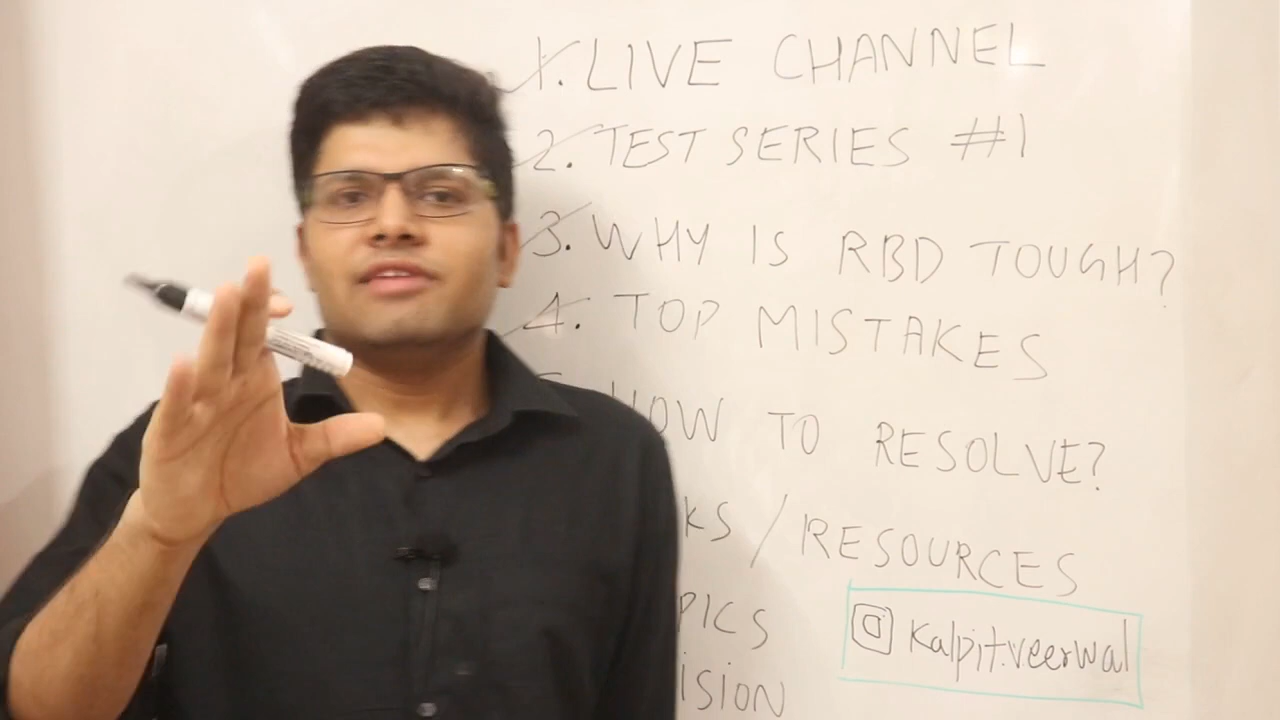 1. LIVE CHANNEL
2. TEST SERIES #1
3. WHY IS RBD TOUGH?
4. TOP MISTAKES
5. HOW TO RESOLVE?
KS / RESOURCES
PICS
ISION
kalpit.veerwal